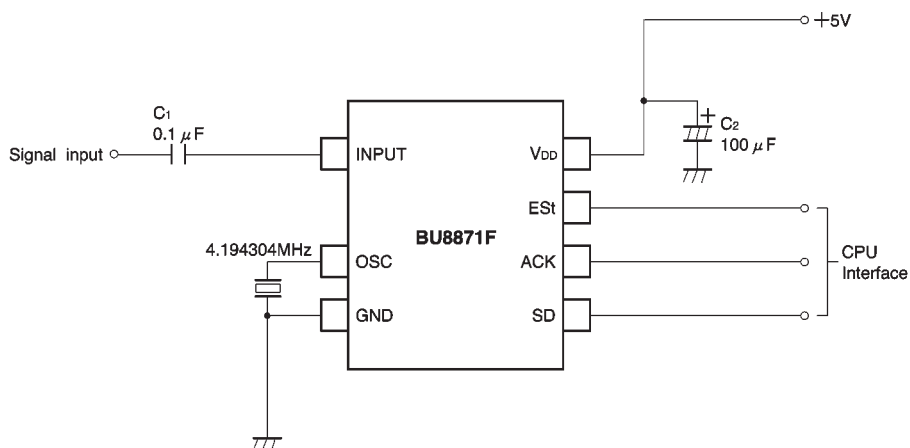 +5V
C1
0.1 μF
Signal input
INPUT
VDD
+
C2
100 μF
ESt
BU8871F
4.194304MHz
OSC
ACK
CPU
Interface
GND
SD